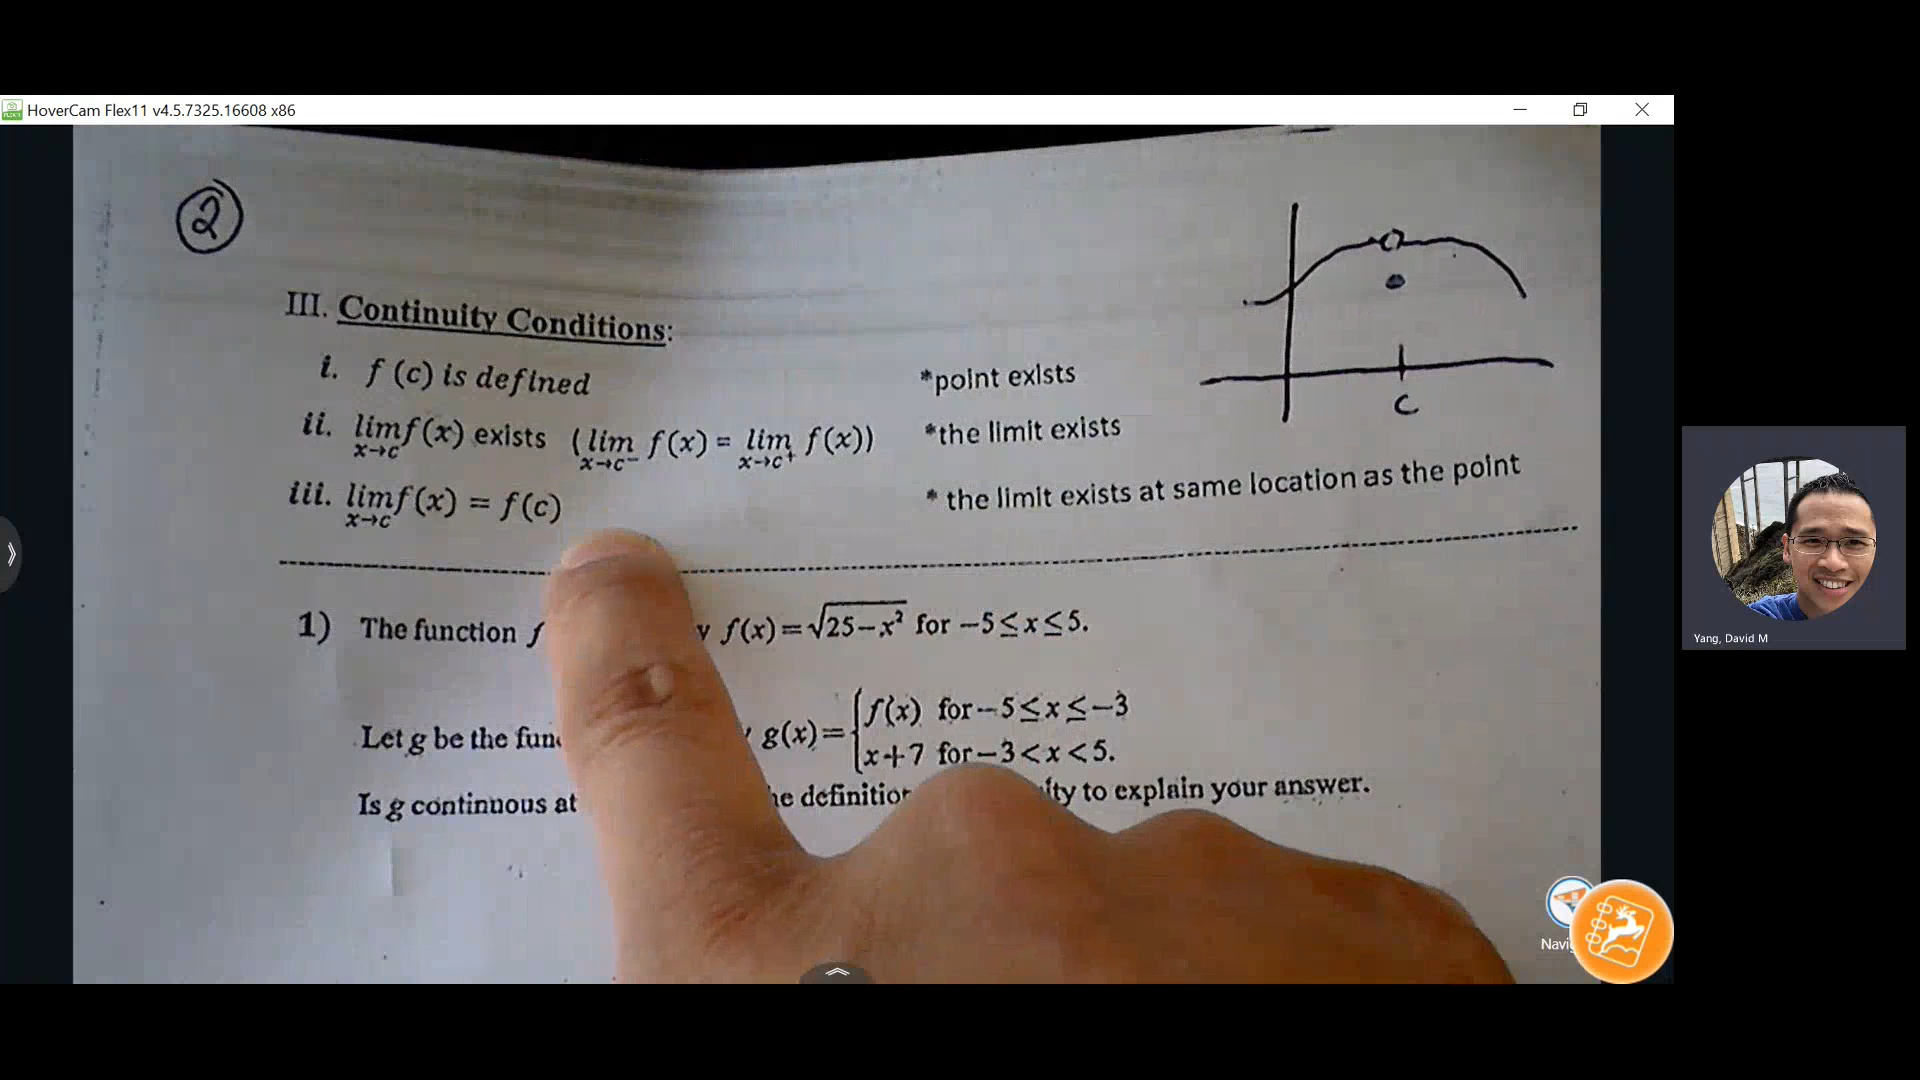 HoverCam Flex11 v4.5.7325.16608 x86
2
III. Continuity Conditions:
i. f (c) is defined *point exists
ii. lim x→c f(x) exists (lim x→c⁻ f(x) = lim x→c⁺ f(x)) *the limit exists
iii. lim x→c f(x) = f(c) * the limit exists at same location as the point
c
1) The function f f(x)=√25−x² for −5≤x≤5.
Let g be the g(x)={f(x) for −5≤x≤−3
x+7 for −3<x<5.
Is g continuous at definition to explain your answer.
Yang, David M